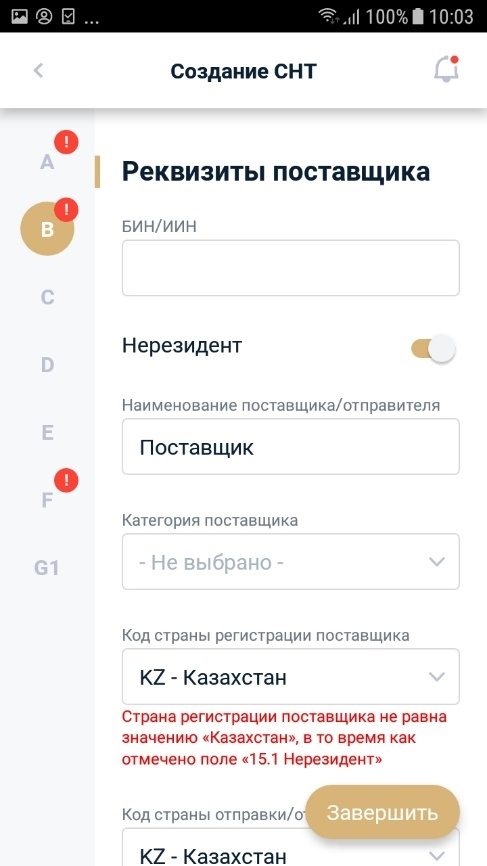 ... 100% 10:03
Создание СНТ
A !
Реквизиты поставщика
B !
БИН/ИИН
C
Нерезидент
D
Наименование поставщика/отправителя
E
Поставщик
F !
Категория поставщика
- Не выбрано -
G1
Код страны регистрации поставщика
KZ - Казахстан
Страна регистрации поставщика не равна
значению «Казахстан», в то время как
отмечено поле «15.1 Нерезидент»
Код страны отправки/от
Завершить
KZ - Казахстан